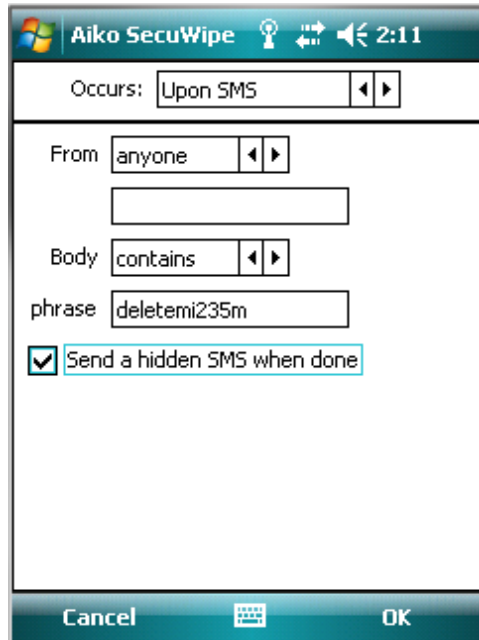 Aiko SecuWipe 2:11
Occurs: Upon SMS
From anyone
Body contains
phrase deletemi235m
Send a hidden SMS when done
Cancel OK